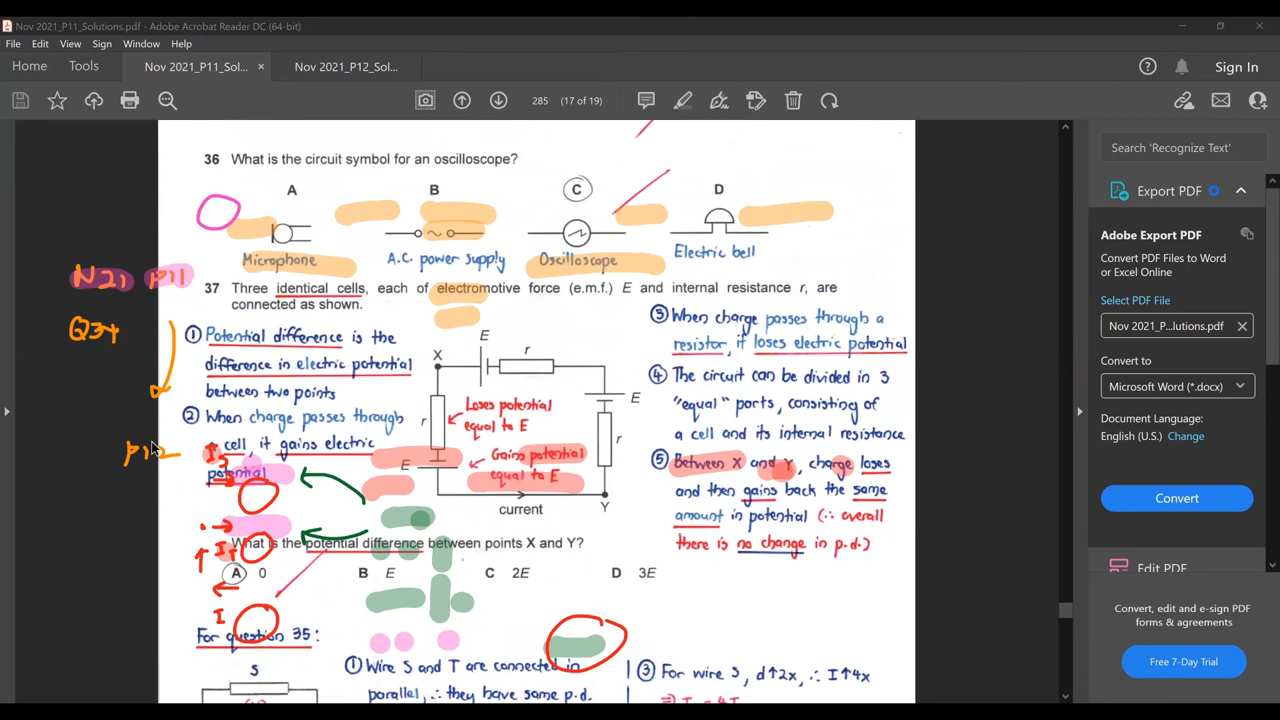 Nov 2021_P11_Solutions.pdf - Adobe Acrobat Reader DC (64-bit)
File Edit View Sign Window Help
Home Tools Nov 2021_P11_Sol... × Nov 2021_P12_Sol... ? Sign In
285 (17 of 19)
36 What is the circuit symbol for an oscilloscope?
A B C D
Microphone A.C. power supply Oscilloscope Electric bell
N21 P11
Q34
P12
37 Three identical cells, each of electromotive force (e.m.f.) E and internal resistance r, are
connected as shown.
① Potential difference is the
difference in electric potential
between two points
② When charge passes through
cell, it gains electric
potential
I3
I
I
X E r
E
r
r
E
Y
current
Loses potential
equal to E
Gains potential
equal to E
③ When charge passes through a
resistor, it loses electric potential
④ The circuit can be divided in 3
"equal" ports, consisting of
a cell and its internal resistance
⑤ Between X and Y, charge loses
and then gains back the same
amount in potential (∴ overall
there is no change in p.d.)
What is the potential difference between points X and Y?
A 0 B E C 2E D 3E
For question 35:
S
① Wire S and T are connected in
parallel, ∴ they have same p.d.
③ For wire S, d↑2x, ∴ I↑4x
Search 'Recognize Text'
Export PDF
Adobe Export PDF
Convert PDF Files to Word
or Excel Online
Select PDF File
Nov 2021_P...lutions.pdf
Convert to
Microsoft Word (*.docx)
Document Language:
English (U.S.) Change
Convert
Edit PDF
Convert, edit and e-sign PDF
forms & agreements
Free 7-Day Trial